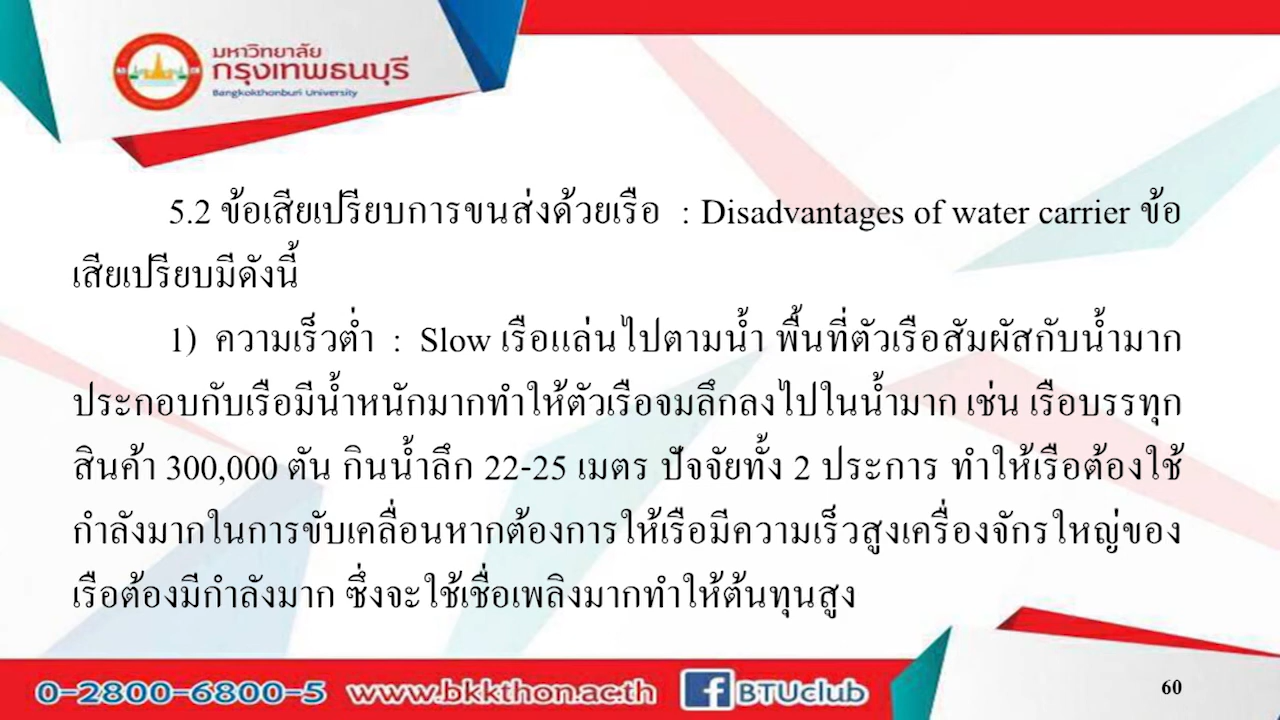 มหาวิทยาลัย
กรุงเทพธนบุรี
Bangkokthonburi University
5.2 ข้อเสียเปรียบการขนส่งด้วยเรือ : Disadvantages of water carrier ข้อ
เสียเปรียบมีดังนี้
1) ความเร็วต่ำ : Slow เรือแล่นไปตามน้ำ พื้นที่ตัวเรือสัมผัสกับน้ำมาก
ประกอบกับเรือมีน้ำหนักมากทำให้ตัวเรือจมลึกลงไปในน้ำมาก เช่น เรือบรรทุก
สินค้า 300,000 ตัน กินน้ำลึก 22-25 เมตร ปัจจัยทั้ง 2 ประการ ทำให้เรือต้องใช้
กำลังมากในการขับเคลื่อนหากต้องการให้เรือมีความเร็วสูงเครื่องจักรใหญ่ของ
เรือต้องมีกำลังมาก ซึ่งจะใช้เชื่อเพลิงมากทำให้ต้นทุนสูง
0-2800-6800-5 www.bkkthon.ac.th f BTUclub
60